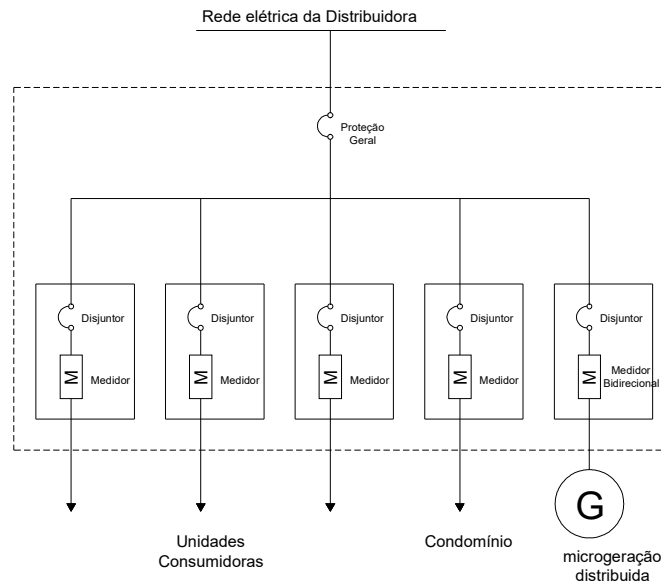 Rede elétrica da Distribuidora
Proteção
Geral
Disjuntor
Disjuntor
Disjuntor
Disjuntor
Disjuntor
M
Medidor
M
Medidor
M
Medidor
M
Medidor
M
Medidor
Bidirecional
Unidades
Consumidoras
Condomínio
G
microgeração
distribuida